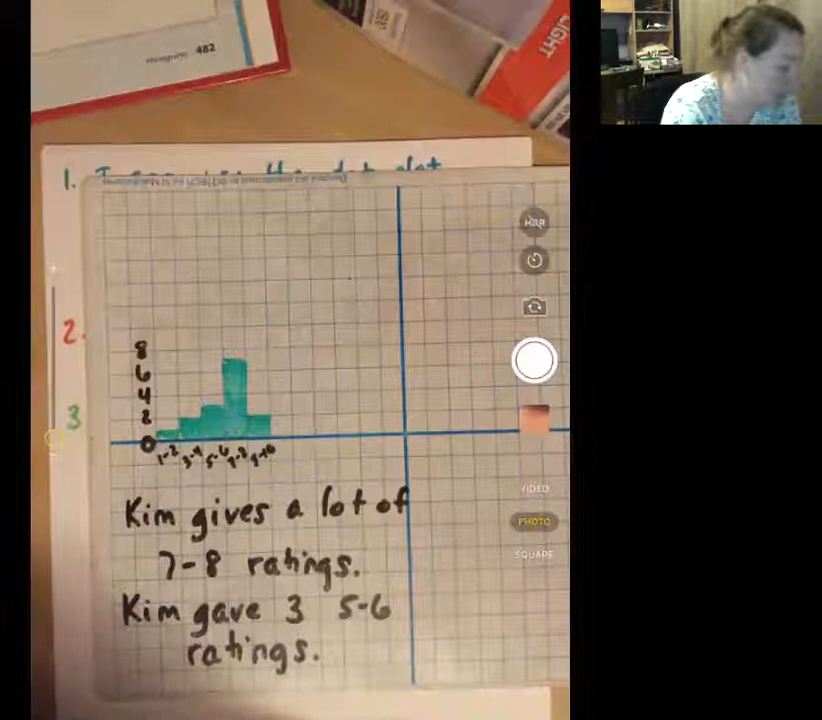 histograms 482
LIGHT
1.
2.
3
8
6
4
2
0
1-2 3-4 5-6 7-8 9-10
Kim gives a lot of
7-8 ratings.
Kim gave 3 5-6
ratings.
HDR
VIDEO
PHOTO
SQUARE